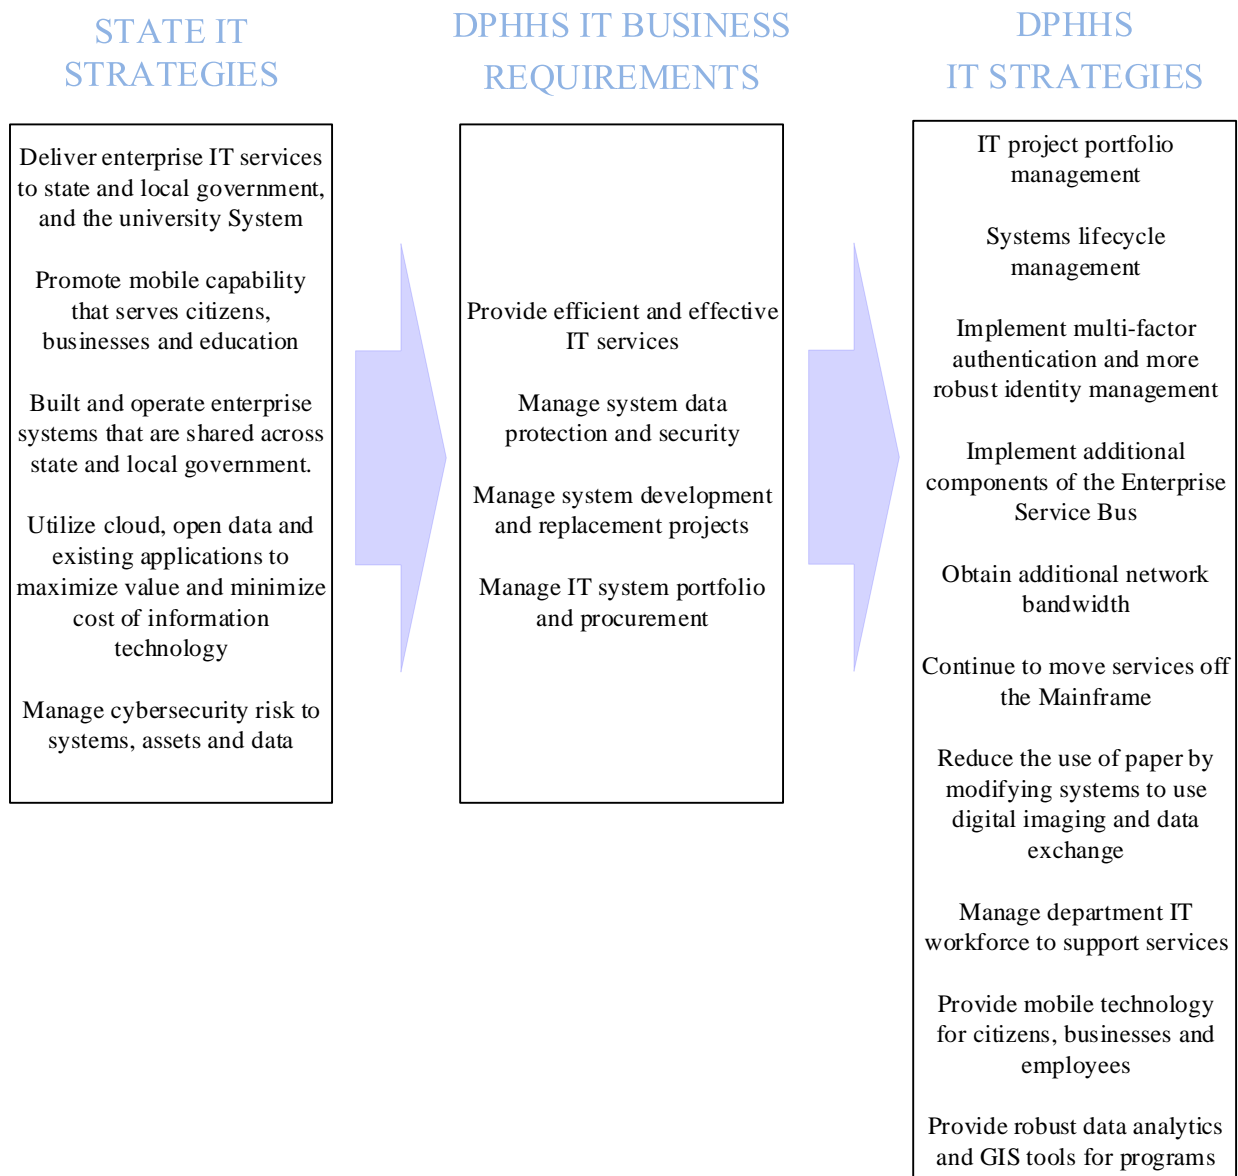 STATE IT
STRATEGIES
Deliver enterprise IT services
to state and local government,
and the university System
Promote mobile capability
that serves citizens,
businesses and education
Built and operate enterprise
systems that are shared across
state and local government.
Utilize cloud, open data and
existing applications to
maximize value and minimize
cost of information
technology
Manage cybersecurity risk to
systems, assets and data
DPHHS IT BUSINESS
REQUIREMENTS
Provide efficient and effective
IT services
Manage system data
protection and security
Manage system development
and replacement projects
Manage IT system portfolio
and procurement
DPHHS
IT STRATEGIES
IT project portfolio
management
Systems lifecycle
management
Implement multi-factor
authentication and more
robust identity management
Implement additional
components of the Enterprise
Service Bus
Obtain additional network
bandwidth
Continue to move services off
the Mainframe
Reduce the use of paper by
modifying systems to use
digital imaging and data
exchange
Manage department IT
workforce to support services
Provide mobile technology
for citizens, businesses and
employees
Provide robust data analytics
and GIS tools for programs